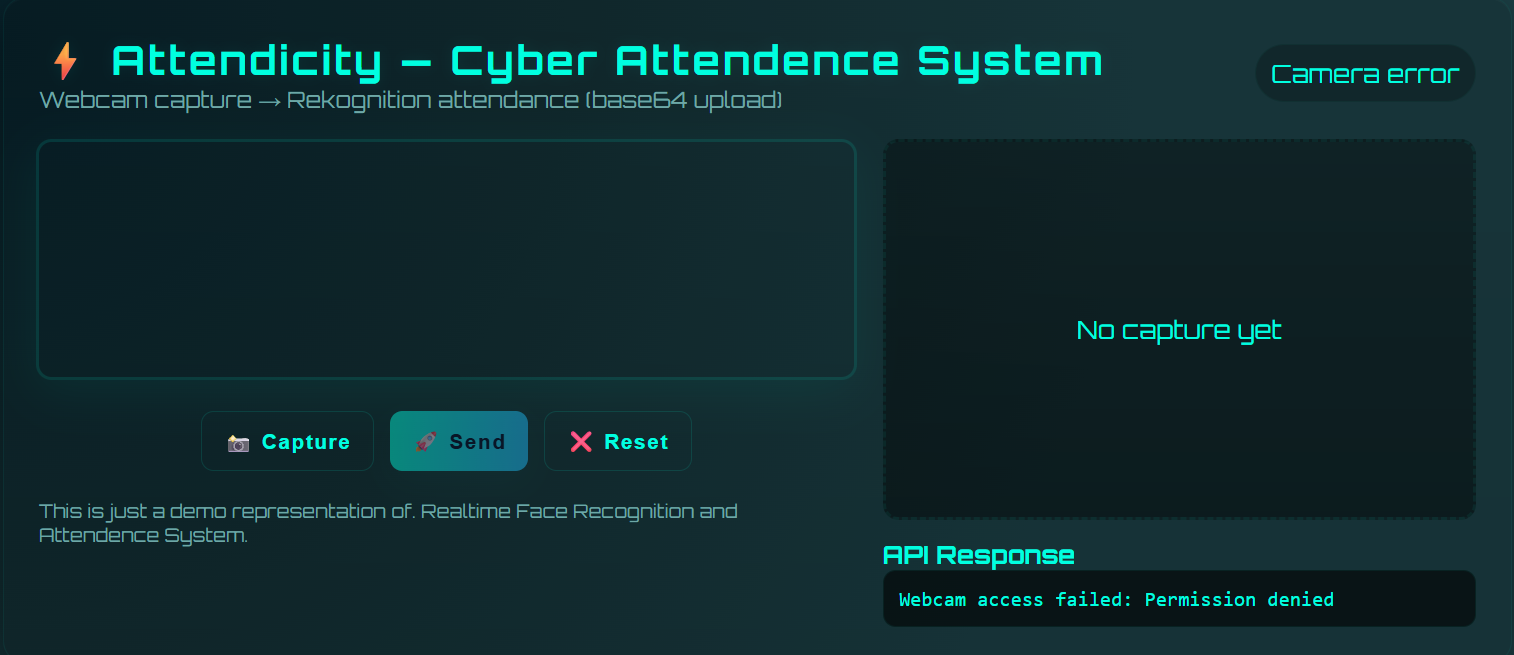 ⚡ Attendicity — Cyber Attendence System
Webcam capture → Rekognition attendance (base64 upload)
Camera error
No capture yet
📸 Capture
🚀 Send
❌ Reset
This is just a demo representation of. Realtime Face Recognition and
Attendence System.
API Response
Webcam access failed: Permission denied